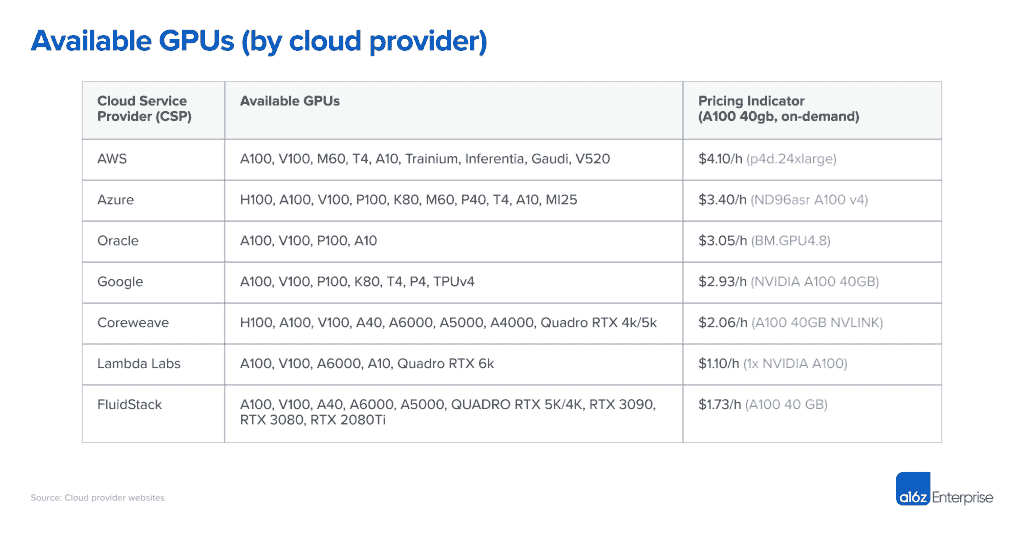 Available GPUs (by cloud provider)
Cloud Service
Provider (CSP)
Available GPUs
Pricing Indicator
(A100 40gb, on-demand)
AWS
A100, V100, M60, T4, A10, Trainium, Inferentia, Gaudi, V520
$4.10/h (p4d.24xlarge)
Azure
H100, A100, V100, P100, K80, M60, P40, T4, A10, MI25
$3.40/h (ND96asr A100 v4)
Oracle
A100, V100, P100, A10
$3.05/h (BM.GPU4.8)
Google
A100, V100, P100, K80, T4, P4, TPUv4
$2.93/h (NVIDIA A100 40GB)
Coreweave
H100, A100, V100, A40, A6000, A5000, A4000, Quadro RTX 4k/5k
$2.06/h (A100 40GB NVLINK)
Lambda Labs
A100, V100, A6000, A10, Quadro RTX 6k
$1.10/h (1x NVIDIA A100)
FluidStack
A100, V100, A40, A6000, A5000, QUADRO RTX 5K/4K, RTX 3090,
RTX 3080, RTX 2080Ti
$1.73/h (A100 40 GB)
Source: Cloud provider websites
a16z Enterprise